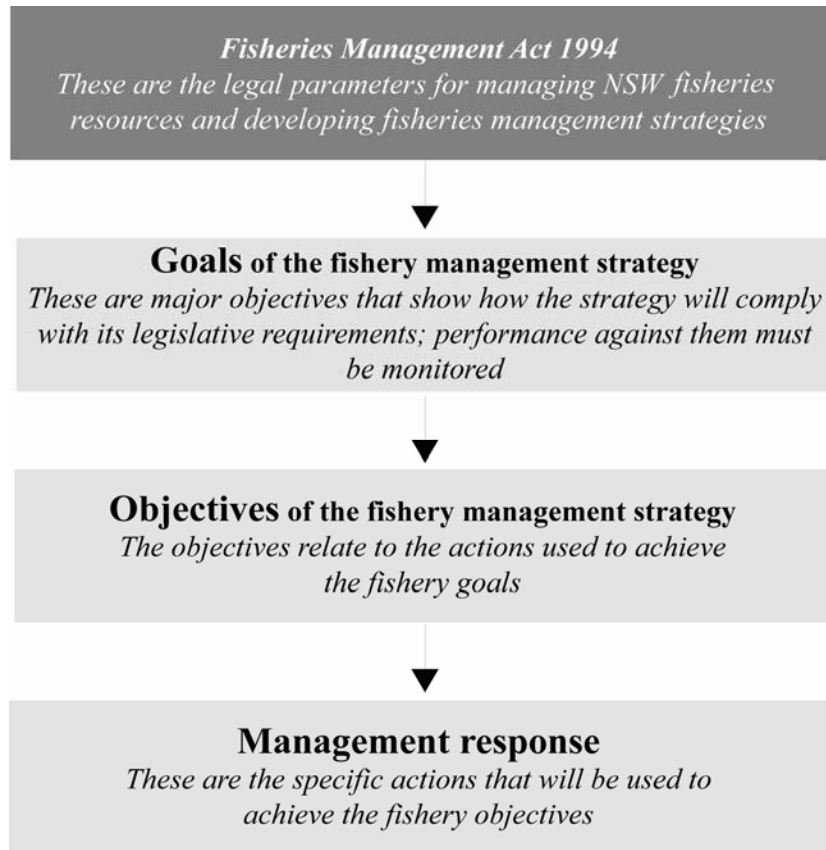 Fisheries Management Act 1994
These are the legal parameters for managing NSW fisheries
resources and developing fisheries management strategies
Goals of the fishery management strategy
These are major objectives that show how the strategy will comply
with its legislative requirements; performance against them must
be monitored
Objectives of the fishery management strategy
The objectives relate to the actions used to achieve
the fishery goals
Management response
These are the specific actions that will be used to
achieve the fishery objectives